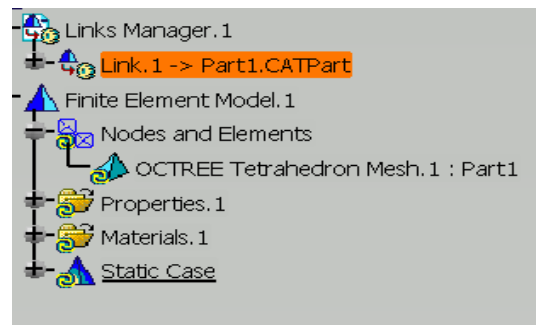 Links Manager.1
Link.1 -> Part1.CATPart
Finite Element Model.1
Nodes and Elements
OCTREE Tetrahedron Mesh.1 : Part1
Properties.1
Materials.1
Static Case